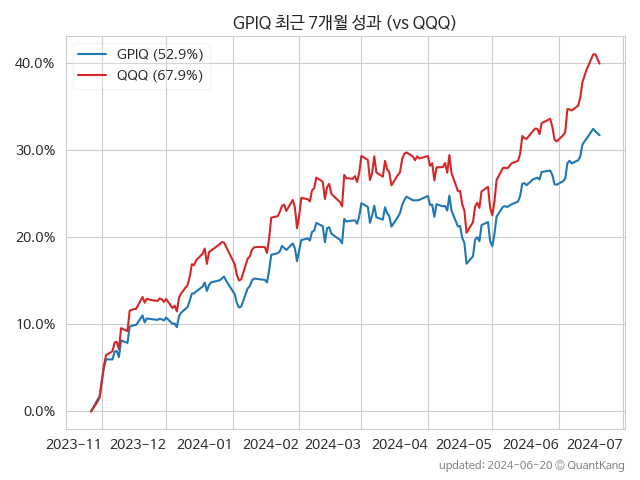 GPIQ 최근 7개월 성과 (vs QQQ)
GPIQ (52.9%)
QQQ (67.9%)
40.0%
30.0%
20.0%
10.0%
0.0%
2023-11 2023-12 2024-01 2024-02 2024-03 2024-04 2024-05 2024-06 2024-07
updated: 2024-06-20 © QuantKang